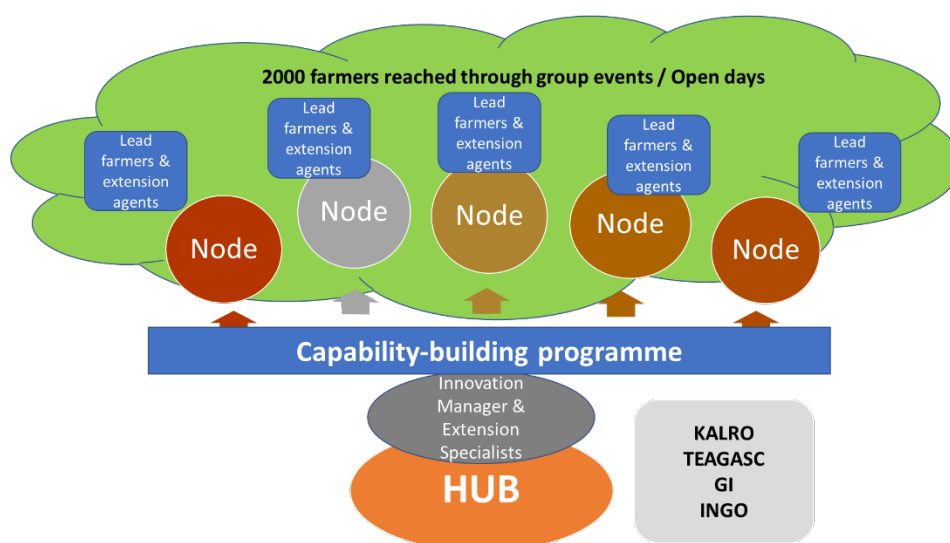 2000 farmers reached through group events / Open days
Lead
farmers &
extension
agents
Lead
farmers &
extension
agents
Lead
farmers &
extension
agents
Lead
farmers &
extension
agents
Lead
farmers &
extension
agents
Node
Node
Node
Node
Node
Capability-building programme
Innovation
Manager &
Extension
Specialists
HUB
KALRO
TEAGASC
GI
INGO